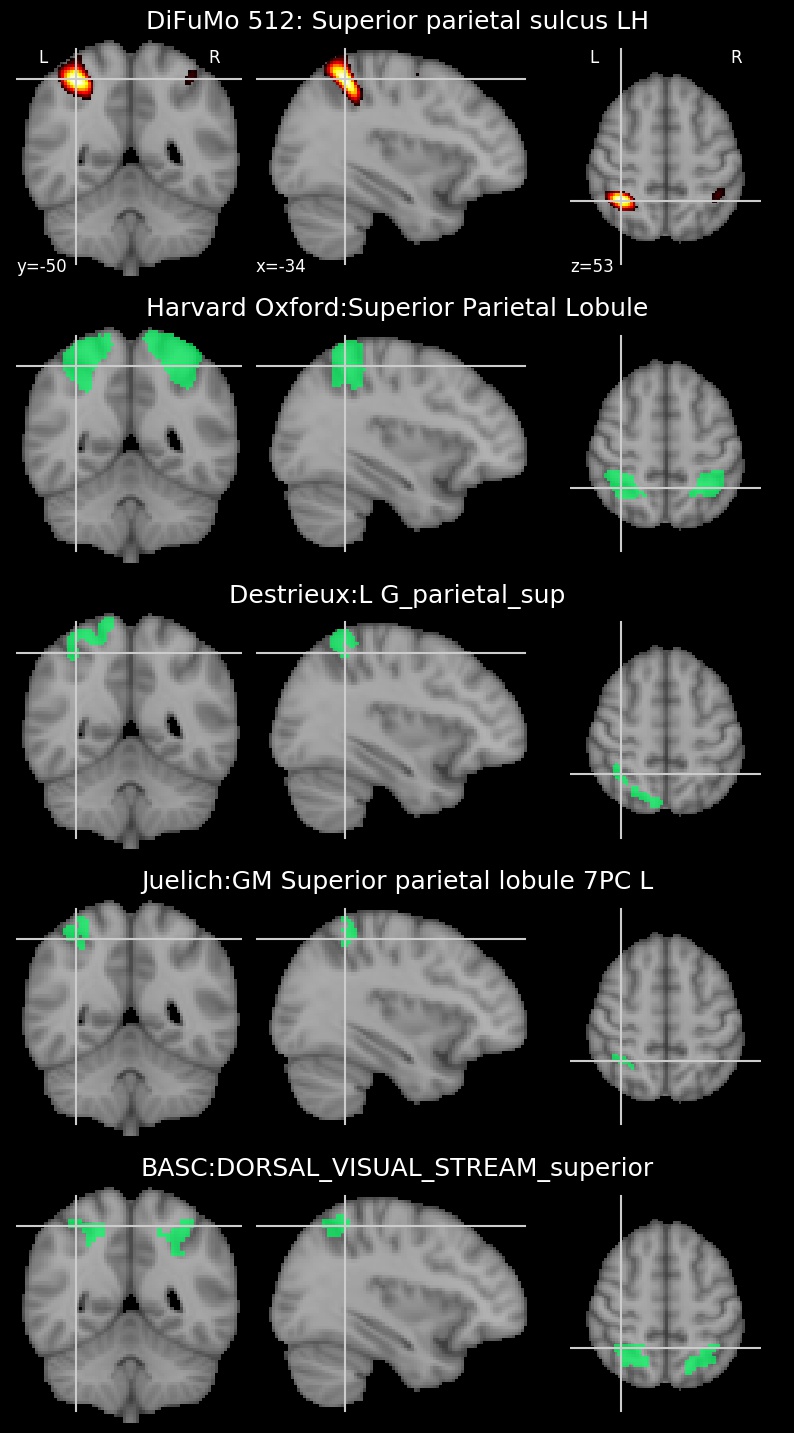 DiFuMo 512: Superior parietal sulcus LH
L R L R
y=-50 x=-34 z=53
Harvard Oxford:Superior Parietal Lobule
Destrieux:L G_parietal_sup
Juelich:GM Superior parietal lobule 7PC L
BASC:DORSAL_VISUAL_STREAM_superior